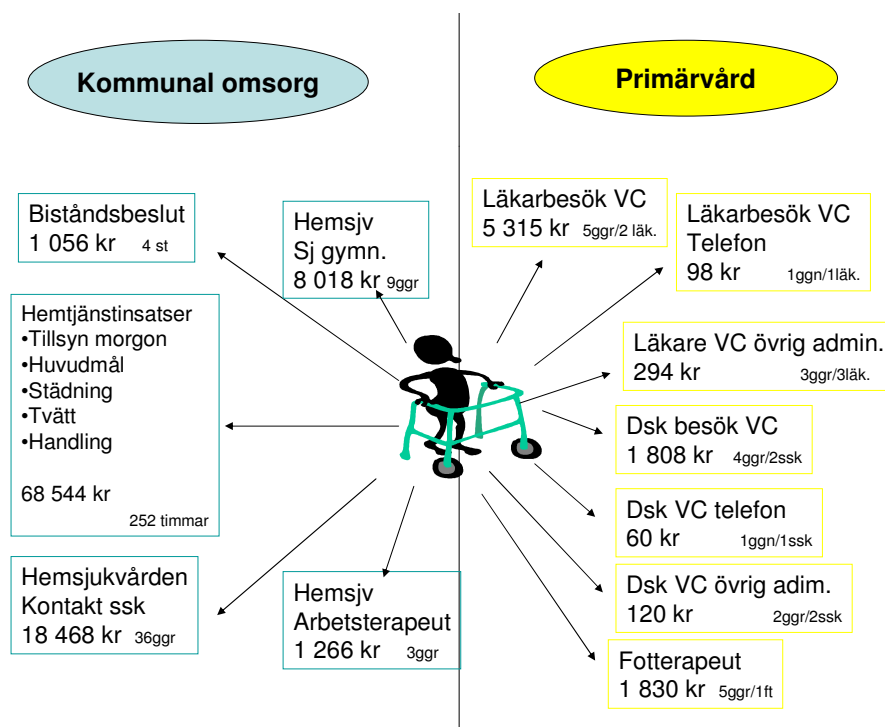 Kommunal omsorg
Primärvård
Biståndsbeslut
1 056 kr 4 st
Hemsjv
Sj gymn.
8 018 kr 9ggr
Hemtjänstinsatser
•Tillsyn morgon
•Huvudmål
•Städning
•Tvätt
•Handling
68 544 kr
252 timmar
Hemsjukvården
Kontakt ssk
18 468 kr 36ggr
Hemsjv
Arbetsterapeut
1 266 kr 3ggr
Läkarbesök VC
5 315 kr 5ggr/2 läk.
Läkarbesök VC
Telefon
98 kr 1ggn/1läk.
Läkare VC övrig admin.
294 kr 3ggr/3läk.
Dsk besök VC
1 808 kr 4ggr/2ssk
Dsk VC telefon
60 kr 1ggn/1ssk
Dsk VC övrig adim.
120 kr 2ggr/2ssk
Fotterapeut
1 830 kr 5ggr/1ft